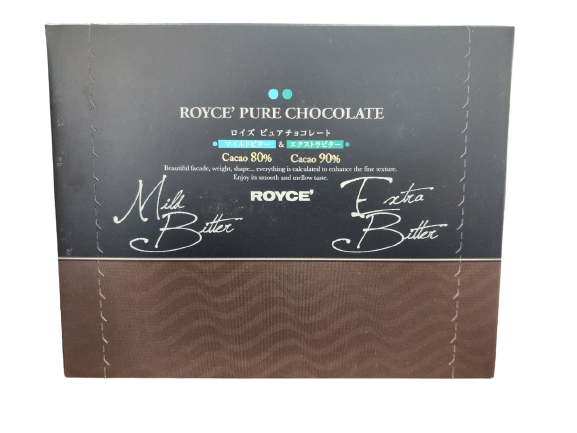 ROYCE' PURE CHOCOLATE
ロイズ ピュアチョコレート
マイルドビター & エクストラビター
Cacao 80% Cacao 90%
Beautiful facade, weight, shape... everything is calculated to enhance the fine texture.
Enjoy its smooth and mellow taste.
ROYCE'
Mild Bitter
Extra Bitter